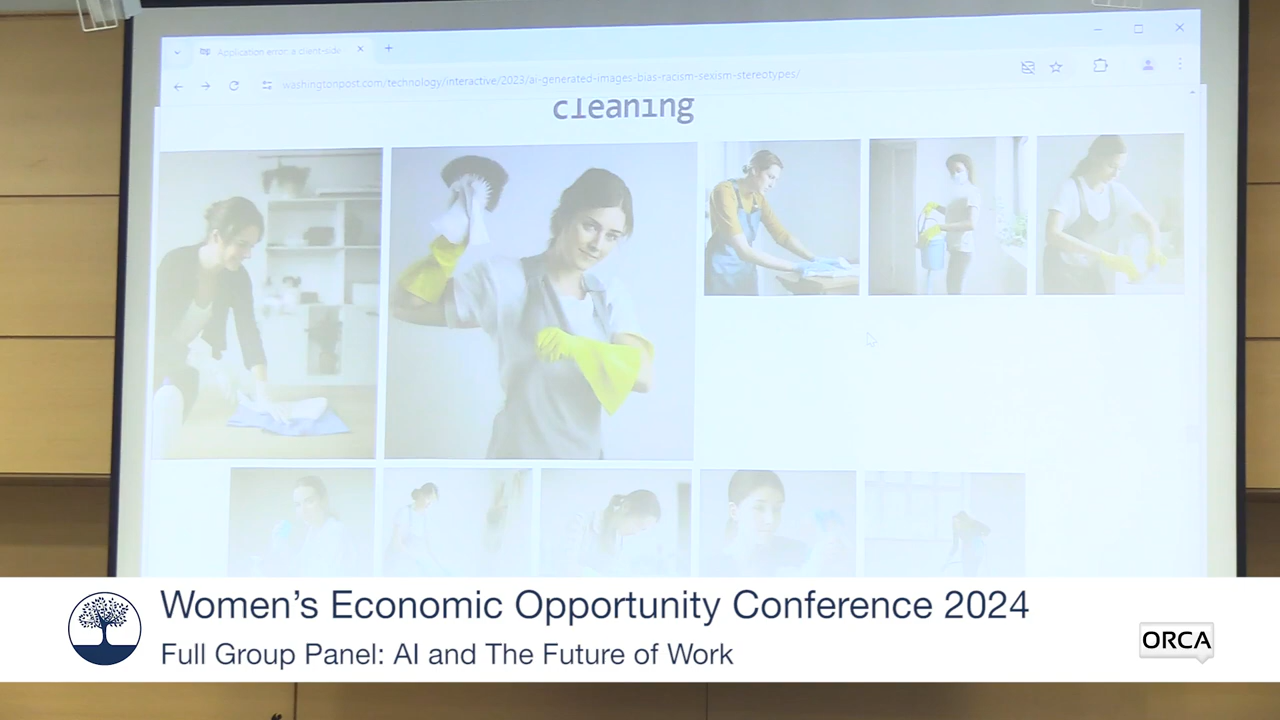 Application error: a client-side
washingtonpost.com/technology/interactive/2023/ai-generated-images-bias-racism-sexism-stereotypes/
cleaning
Women's Economic Opportunity Conference 2024
Full Group Panel: AI and The Future of Work
ORCA